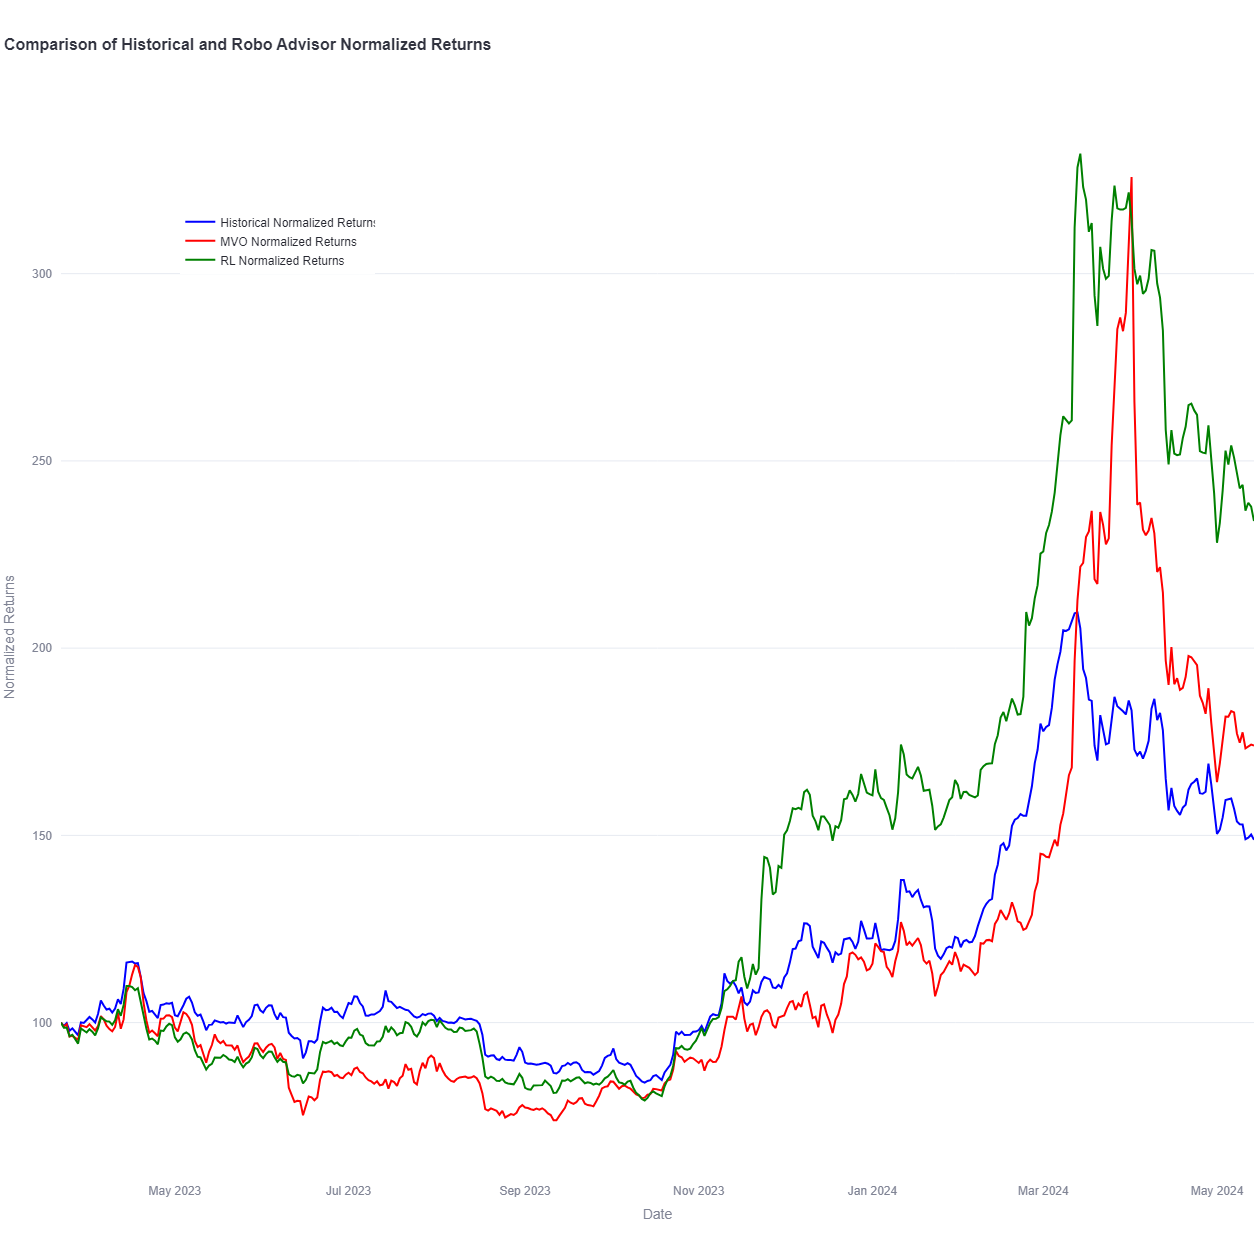 Comparison of Historical and Robo Advisor Normalized Returns
Historical Normalized Returns
MVO Normalized Returns
RL Normalized Returns
300
250
200
150
100
Normalized Returns
May 2023
Jul 2023
Sep 2023
Nov 2023
Jan 2024
Mar 2024
May 2024
Date